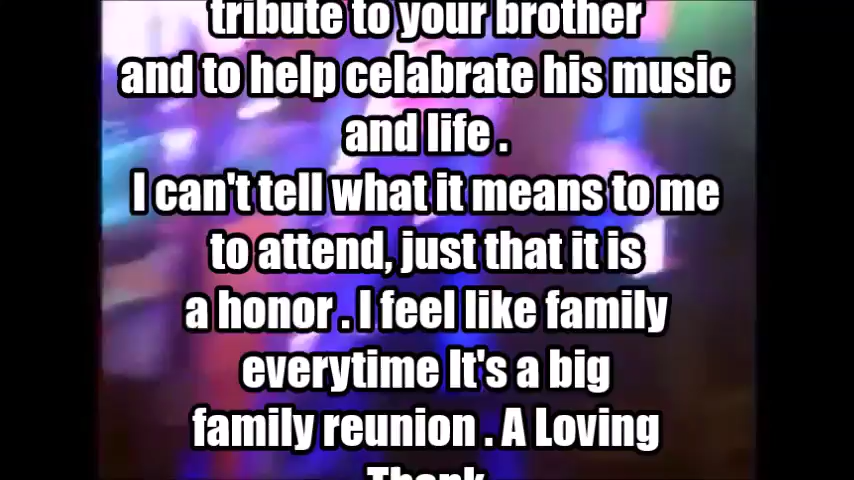 tribute to your brother
and to help celabrate his music
and life .
I can't tell what it means to me
to attend, just that it is
a honor . I feel like family
everytime It's a big
family reunion . A Loving
Thank